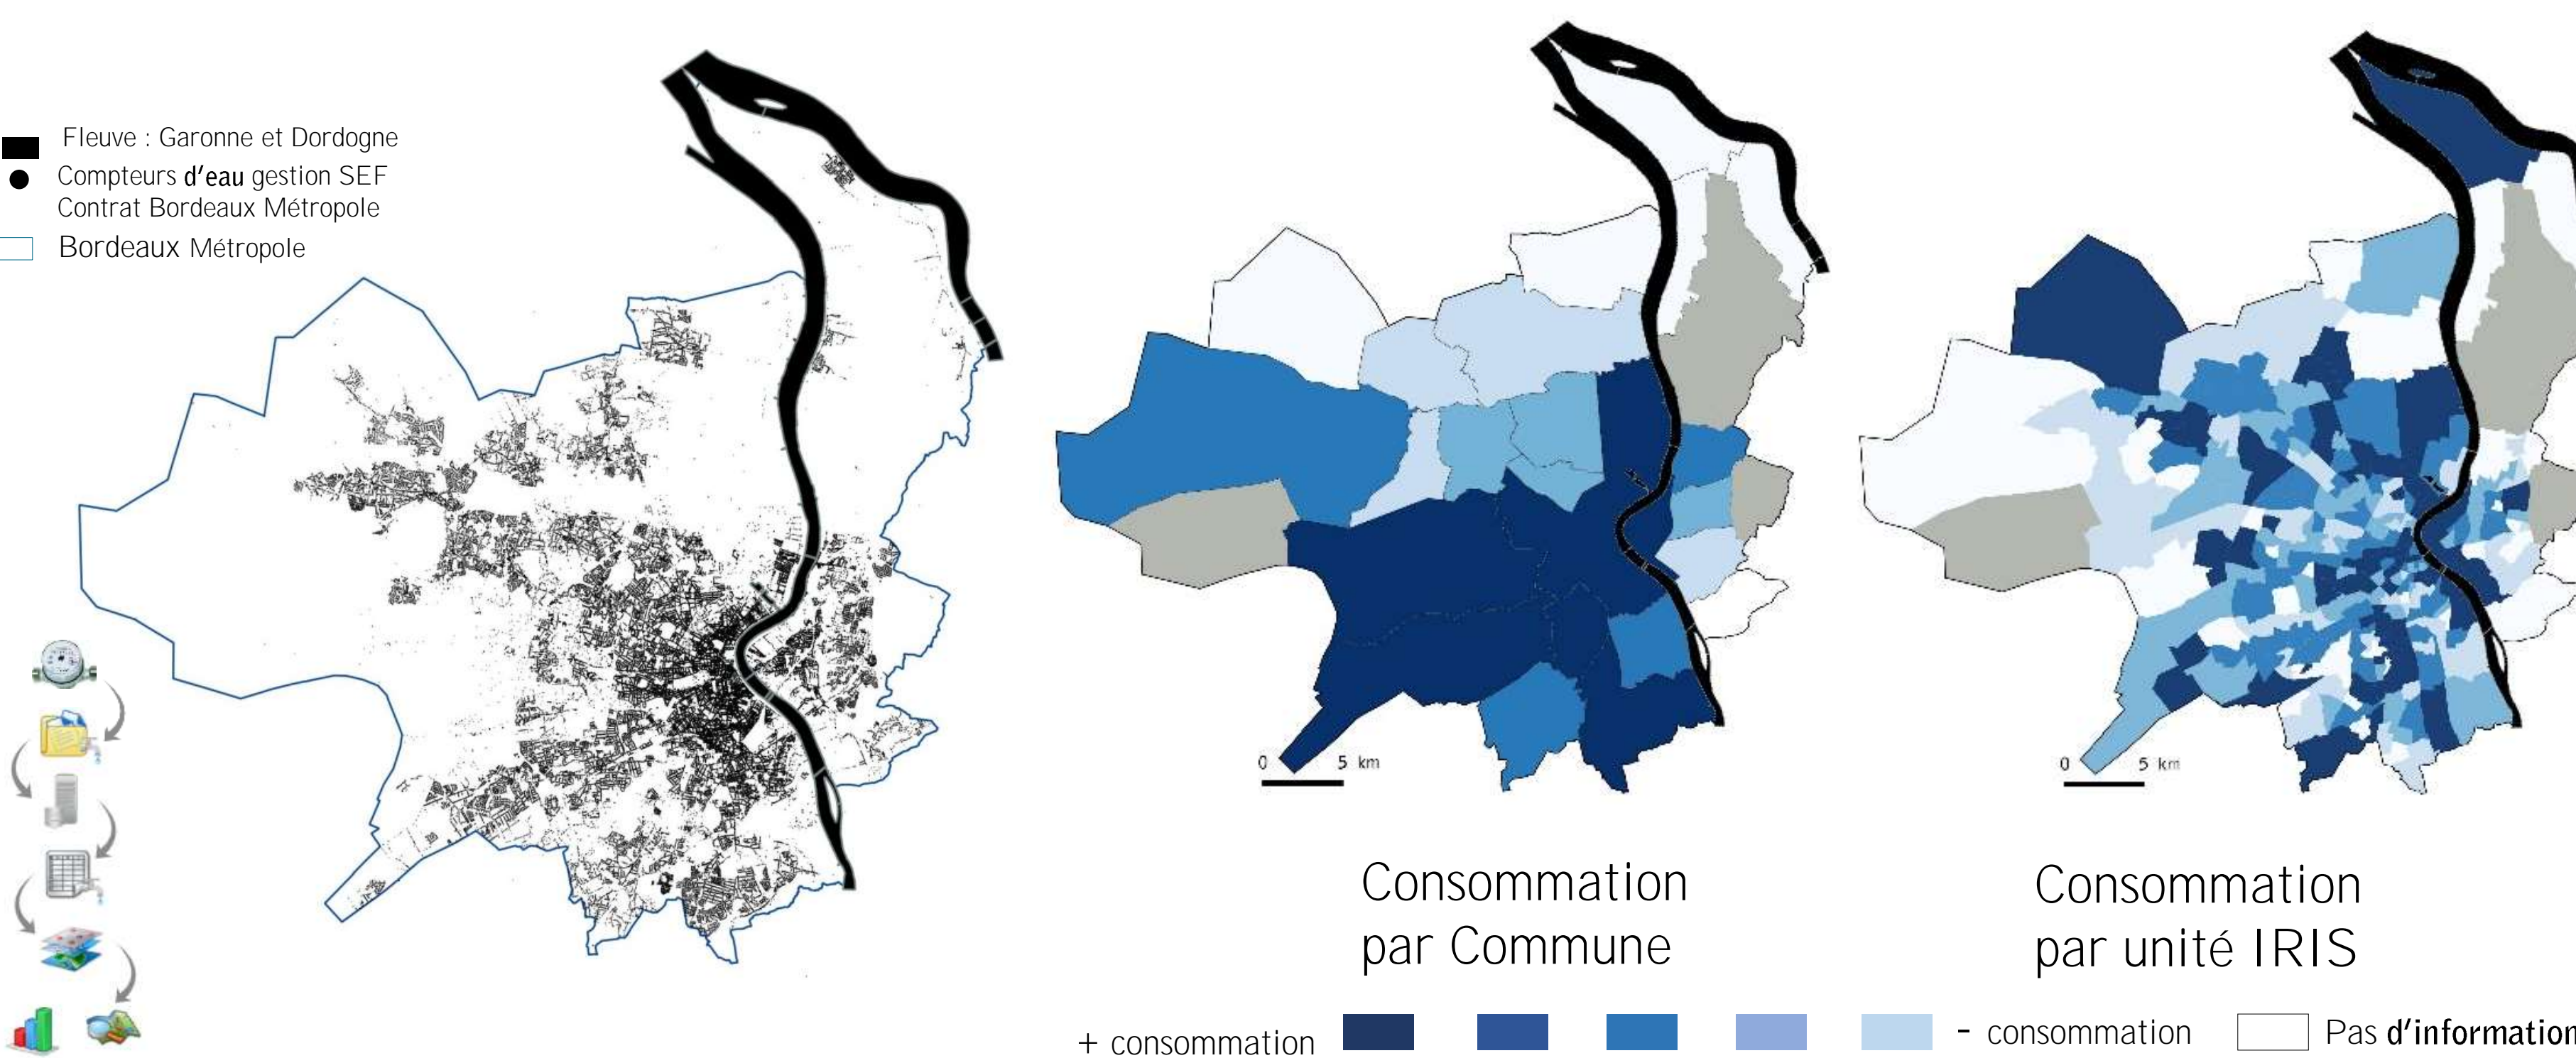 Fleuve : Garonne et Dordogne
Compteurs d'eau gestion SEF
Contrat Bordeaux Métropole
Bordeaux Métropole
0 5 km
0 5 km
Consommation
par Commune
Consommation
par unité IRIS
+ consommation
- consommation
Pas d'information